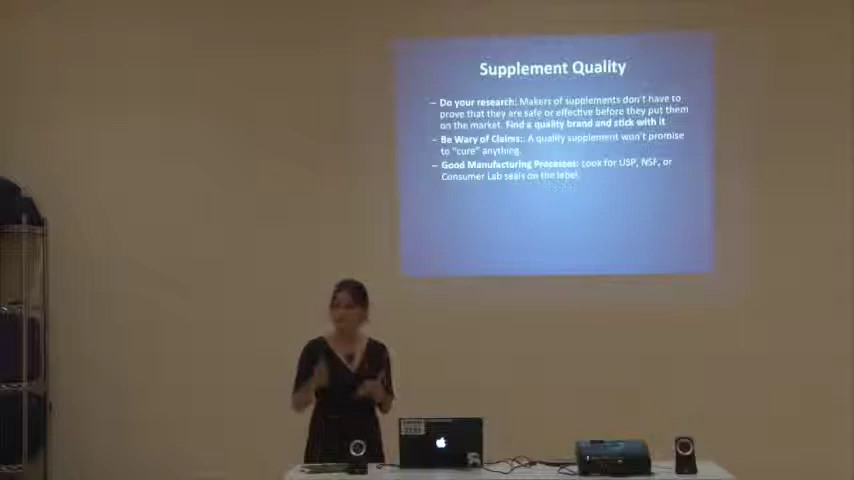 Supplement Quality
– Do your research: Makers of supplements don't have to
prove that they are safe or effective before they put them
on the market. Find a quality brand and stick with it
– Be Wary of Claims:: A quality supplement won't promise
to "cure" anything.
– Good Manufacturing Processes: Look for USP, NSF, or
Consumer Lab seals on the label.